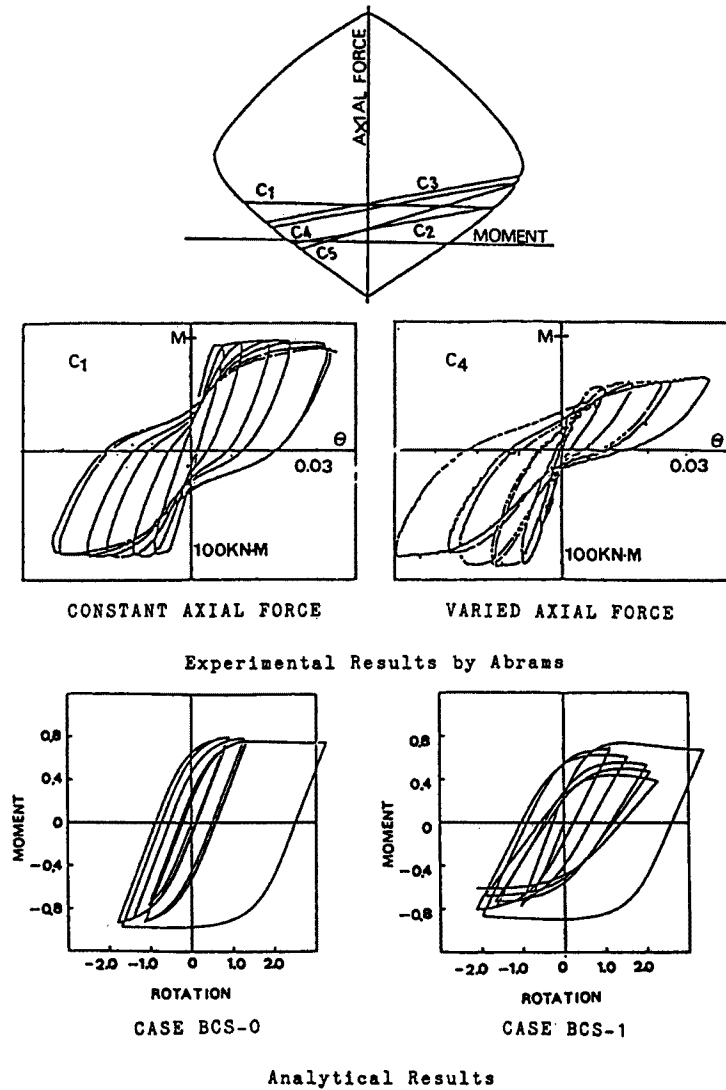 AXIAL FORCE
C1
C3
C4
C5
C2
MOMENT
C1
M
θ
0.03
100KN-M
C4
M
θ
0.03
100KN·M
CONSTANT AXIAL FORCE
VARIED AXIAL FORCE
Experimental Results by Abrams
MOMENT
0.8
0.4
0
-0.4
-0.8
-2.0 -1.0 0 1.0 2.0
ROTATION
CASE BCS-0
MOMENT
0.8
0.4
0
-0.4
-0.8
-2.0 -1.0 0 1.0 2.0
ROTATION
CASE BCS-1
Analytical Results